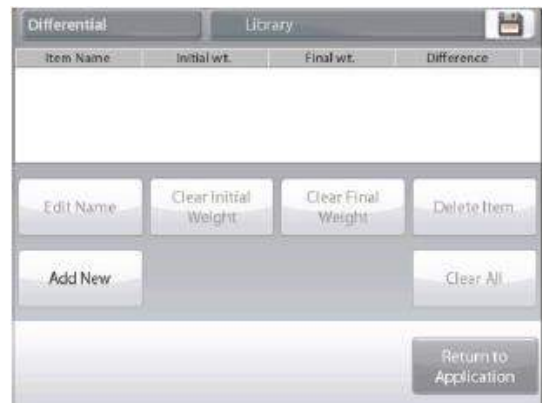 Differential Library
Item Name Initial wt. Final wt. Difference
Edit Name Clear Initial Weight Clear Final Weight Delete Item
Add New Clear All
Return to Application